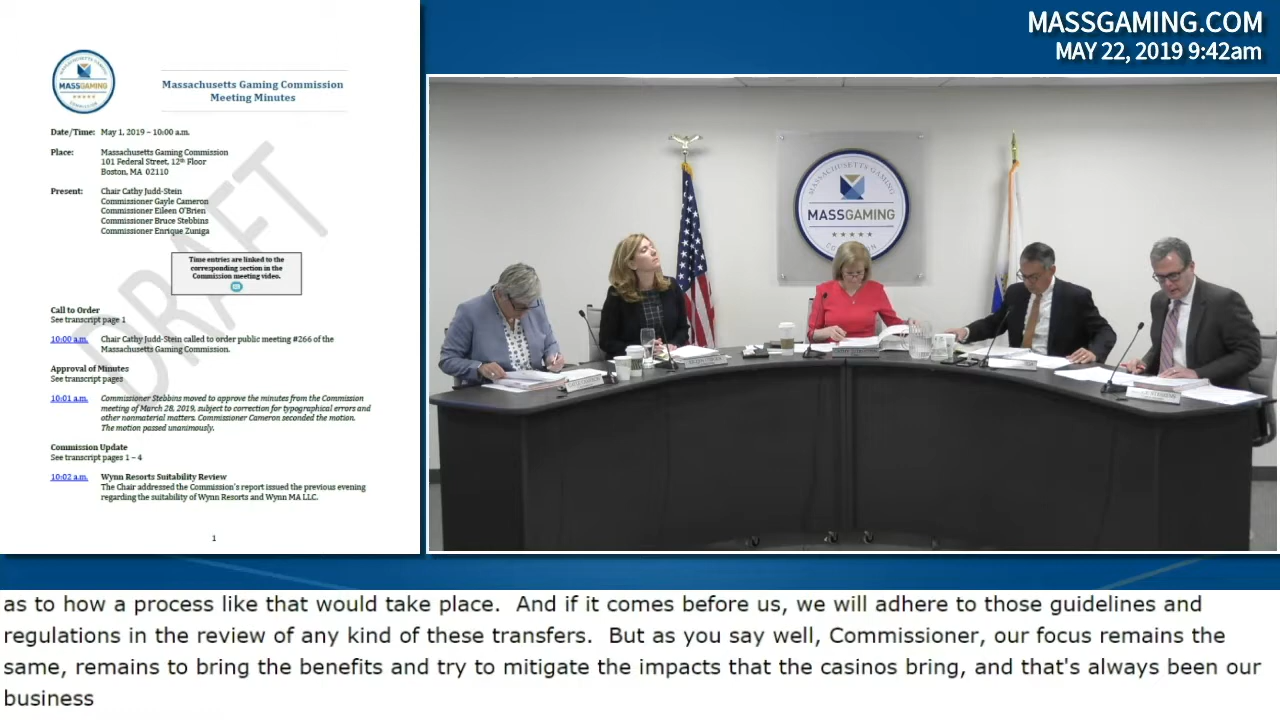 MASSACHUSETTS GAMING
MASSGAMING
COMMISSION
Massachusetts Gaming Commission
Meeting Minutes
Date/Time: May 1, 2019 – 10:00 a.m.
Place: Massachusetts Gaming Commission
101 Federal Street, 12th Floor
Boston, MA 02110
Present: Chair Cathy Judd-Stein
Commissioner Gayle Cameron
Commissioner Eileen O'Brien
Commissioner Bruce Stebbins
Commissioner Enrique Zuniga
DRAFT
Time entries are linked to the
corresponding section in the
Commission meeting video.
Call to Order
See transcript page 1
10:00 a.m. Chair Cathy Judd-Stein called to order public meeting #266 of the
Massachusetts Gaming Commission.
Approval of Minutes
See transcript pages
10:01 a.m. Commissioner Stebbins moved to approve the minutes from the Commission
meeting of March 28, 2019, subject to correction for typographical errors and
other nonmaterial matters. Commissioner Cameron seconded the motion.
The motion passed unanimously.
Commission Update
See transcript pages 1 – 4
10:02 a.m. Wynn Resorts Suitability Review
The Chair addressed the Commission's report issued the previous evening
regarding the suitability of Wynn Resorts and Wynn MA LLC.
1
MASSGAMING.COM
MAY 22, 2019 9:42am
MASSACHUSETTS GAMING
MASSGAMING
as to how a process like that would take place.  And if it comes before us, we will adhere to those guidelines and
regulations in the review of any kind of these transfers.  But as you say well, Commissioner, our focus remains the
same, remains to bring the benefits and try to mitigate the impacts that the casinos bring, and that's always been our
business